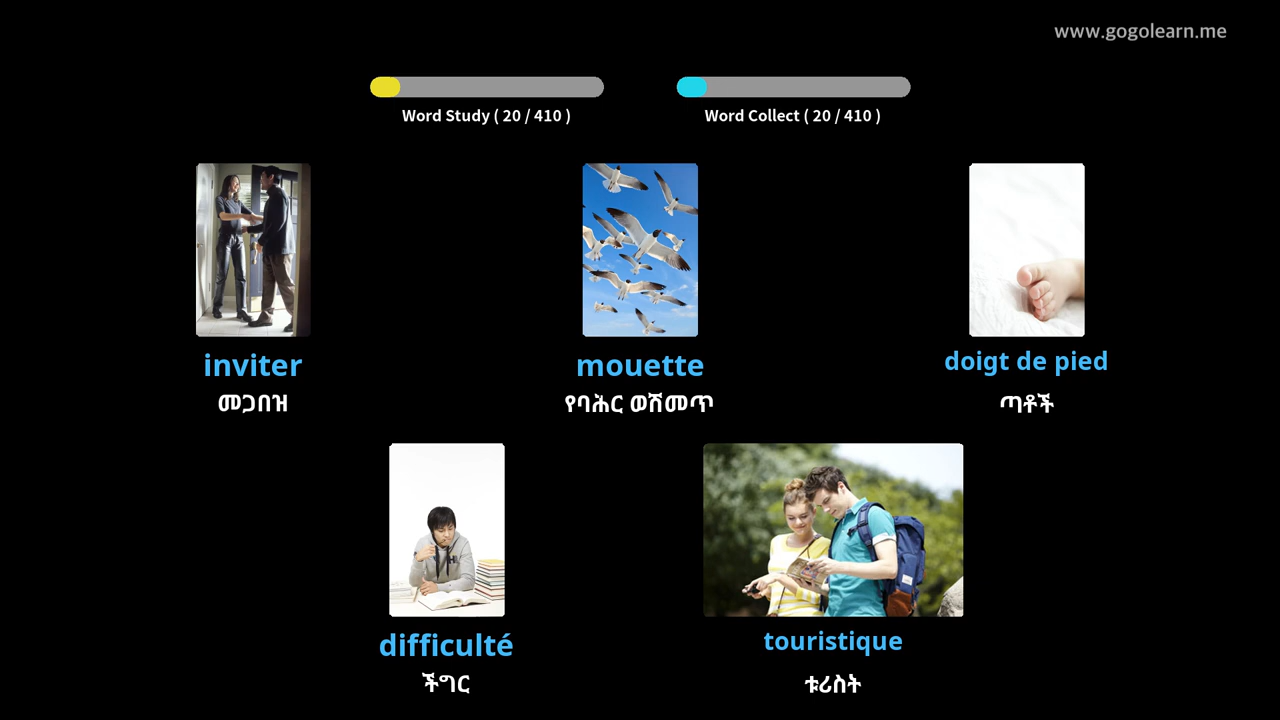 www.gogolearn.me
Word Study ( 20 / 410 )
Word Collect ( 20 / 410 )
inviter
መጋበዝ
mouette
የባሕር ወሽመጥ
doigt de pied
ጣቶች
difficulté
ችግር
touristique
ቱሪስት